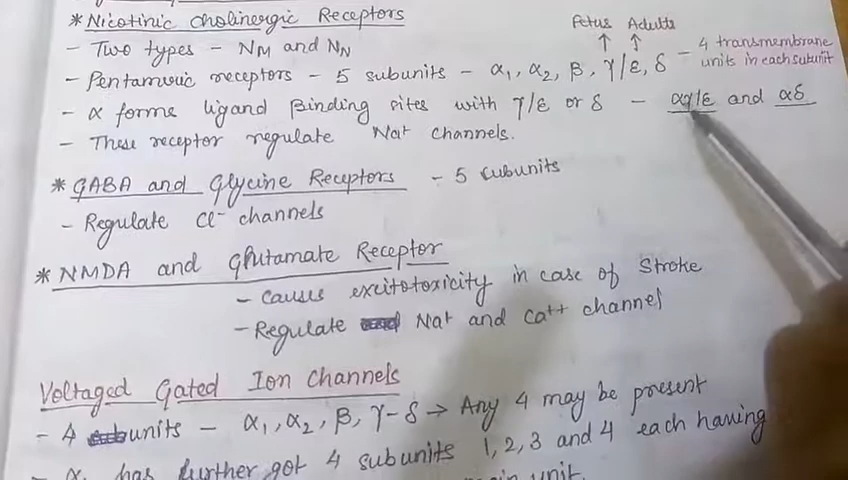 * Nicotinic Cholinergic Receptors
Fetus Adults
↑ ↑
- Two types - NM and NN
- Pentameric receptors - 5 subunits - α1, α2, β, γ/ε, δ - 4 transmembrane units in each subunit
- α forms ligand Binding sites with γ/ε or δ - αγ/ε and αδ
- These receptor regulate Na+ channels.
* GABA and Glycine Receptors - 5 subunits
- Regulate Cl- channels
* NMDA and Glutamate Receptor
- Causes excitotoxicity in case of Stroke
- Regulate Na+ and Ca++ channel
Voltaged Gated Ion Channels
- 4 units - α1, α2, β, γ-δ → Any 4 may be present
- α has further got 4 subunits 1, 2, 3 and 4 each having
unit.